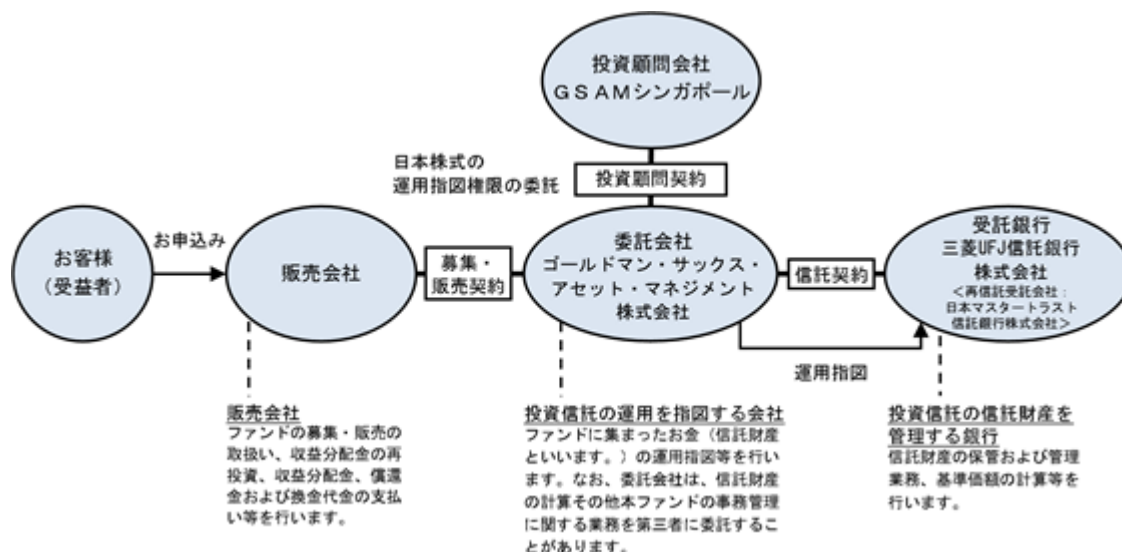 投資顧問会社
GSAMシンガポール
日本株式の
運用指図権限の委託
投資顧問契約
お客様
（受益者）
お申込み
販売会社
募集・
販売契約
委託会社
ゴールドマン・サックス・
アセット・マネジメント
株式会社
信託契約
受託銀行
三菱UFJ信託銀行
株式会社
＜再信託受託会社：
日本マスタートラスト
信託銀行株式会社＞
運用指図
販売会社
ファンドの募集・販売の
取扱い、収益分配金の再
投資、収益分配金、償還
金および換金代金の支払
い等を行います。
投資信託の運用を指図する会社
ファンドに集まったお金（信託財産
といいます。）の運用指図等を行い
ます。なお、委託会社は、信託財産
の計算その他本ファンドの事務管理
に関する業務を第三者に委託するこ
とがあります。
投資信託の信託財産を
管理する銀行
信託財産の保管および管理
業務、基準価額の計算等を
行います。